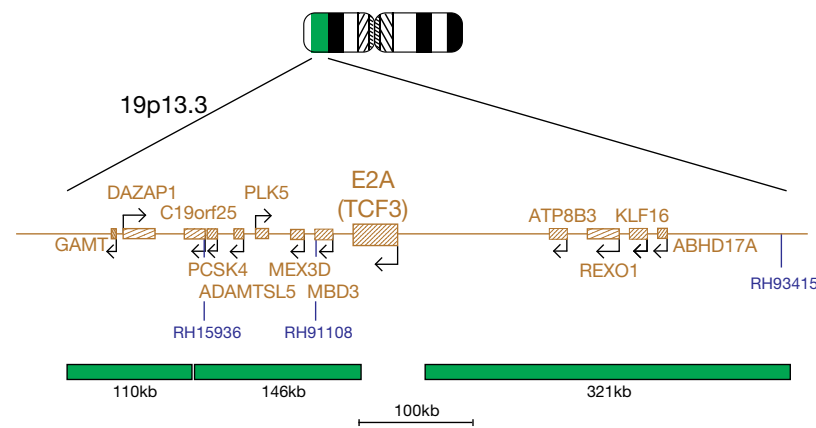 19p13.3
DAZAP1
PLK5
E2A
(TCF3)
C19orf25
ATP8B3
KLF16
GAMT
ABHD17A
PCSK4
MEX3D
REXO1
ADAMTSL5
MBD3
RH93415
RH15936
RH91108
110kb
146kb
321kb
100kb